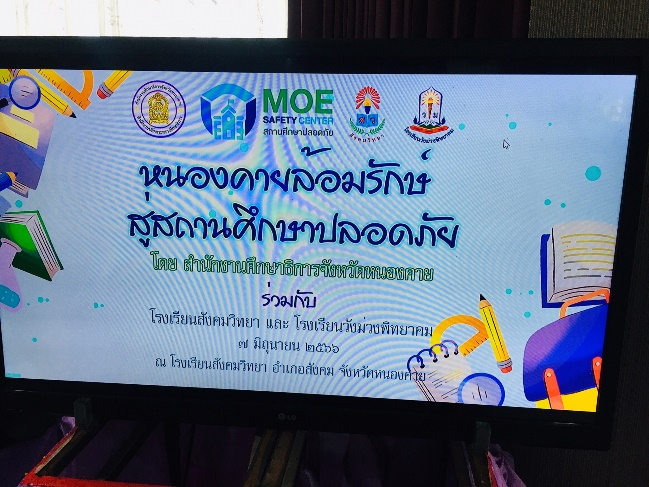 MOE
SAFETY CENTER
สถานศึกษาปลอดภัย
หนองคายล้อมรักษ์
สู่สถานศึกษาปลอดภัย
โดย สำนักงานศึกษาธิการจังหวัดหนองคาย
ร่วมกับ
โรงเรียนสังคมวิทยา และ โรงเรียนวังม่วงพิทยาคม
๗ มิถุนายน ๒๕๖๖
ณ โรงเรียนสังคมวิทยา อำเภอสังคม จังหวัดหนองคาย
LG